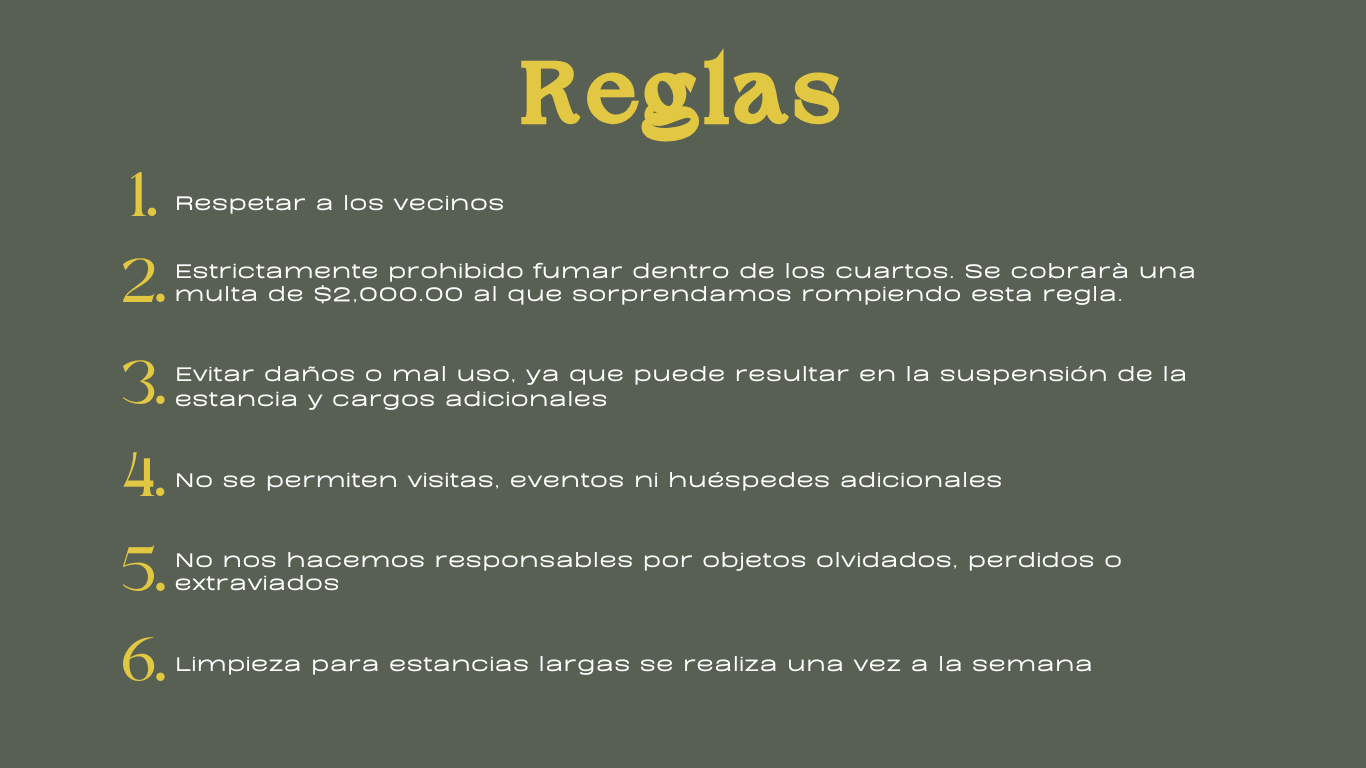 Reglas
1. Respetar a los vecinos
2. Estrictamente prohibido fumar dentro de los cuartos. Se cobrarà una
multa de $2,000.00 al que sorprendamos rompiendo esta regla.
3. Evitar daños o mal uso, ya que puede resultar en la suspensión de la
estancia y cargos adicionales
4. No se permiten visitas, eventos ni huéspedes adicionales
5. No nos hacemos responsables por objetos olvidados, perdidos o
extraviados
6. Limpieza para estancias largas se realiza una vez a la semana